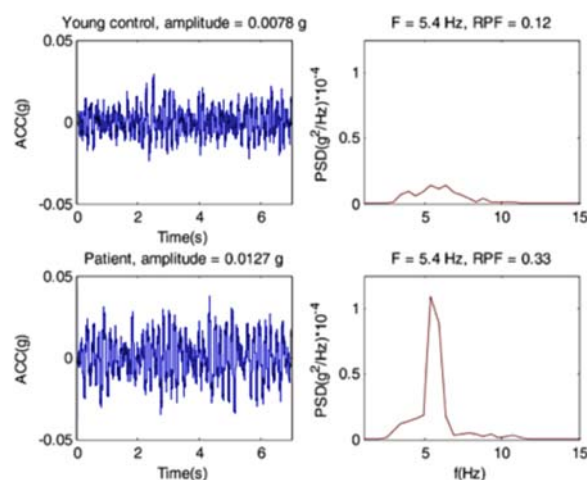 Young control, amplitude = 0.0078 g
F = 5.4 Hz, RPF = 0.12
0.05
0
-0.05
ACC(g)
0 2 4 6
Time(s)
1
0.5
0
PSD(g²/Hz)*10⁻⁴
5 10 15
Patient, amplitude = 0.0127 g
F = 5.4 Hz, RPF = 0.33
0.05
0
-0.05
ACC(g)
0 2 4 6
Time(s)
1
0.5
0
PSD(g²/Hz)*10⁻⁴
5 10 15
f(Hz)